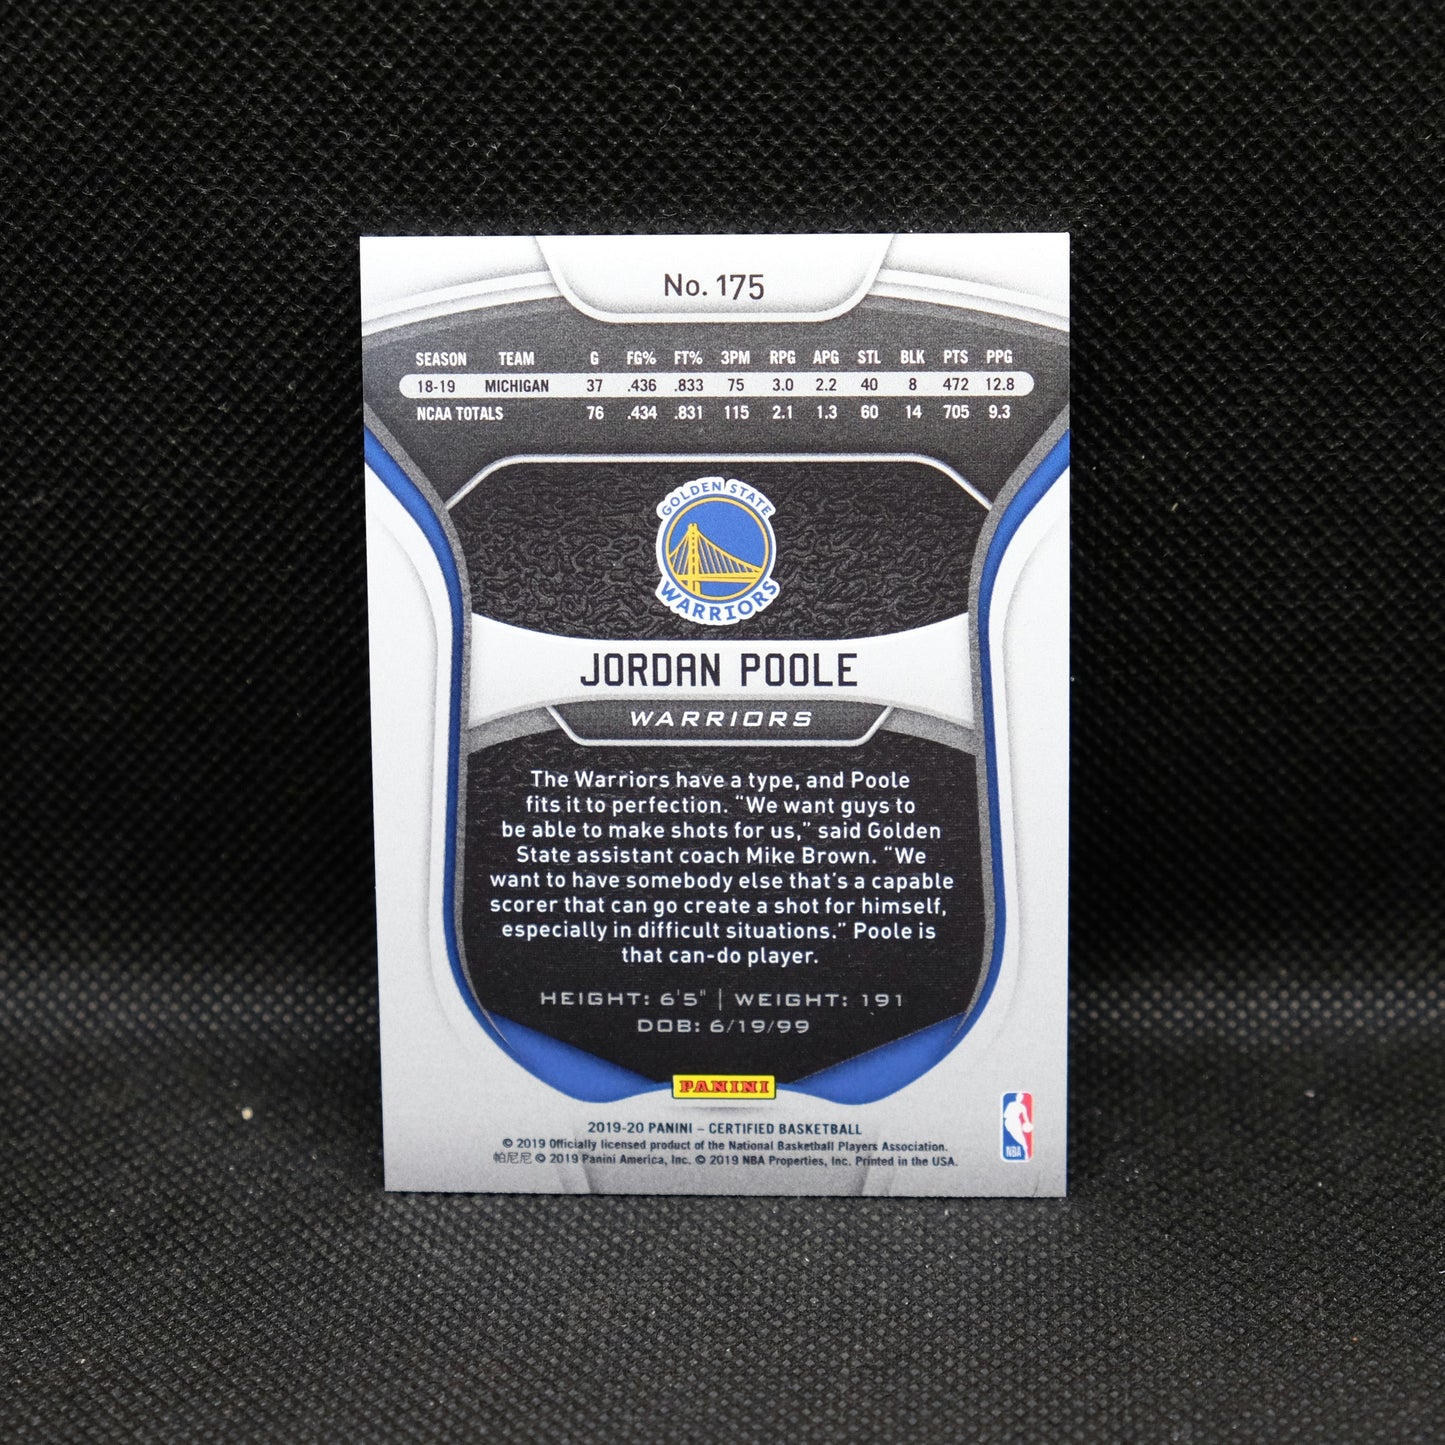 No. 175
SEASON TEAM G FG% FT% 3PM RPG APG STL BLK PTS PPG
18-19 MICHIGAN 37 .436 .833 75 3.0 2.2 40 8 472 12.8
NCAA TOTALS 76 .434 .831 115 2.1 1.3 60 14 705 9.3
GOLDEN STATE
WARRIORS
JORDAN POOLE
WARRIORS
The Warriors have a type, and Poole
fits it to perfection. “We want guys to
be able to make shots for us,” said Golden
State assistant coach Mike Brown. “We
want to have somebody else that’s a capable
scorer that can go create a shot for himself,
especially in difficult situations.” Poole is
that can-do player.
HEIGHT: 6'5" | WEIGHT: 191
DOB: 6/19/99
PANINI
2019-20 PANINI – CERTIFIED BASKETBALL
© 2019 Officially licensed product of the National Basketball Players Association.
帕尼尼 © 2019 Panini America, Inc. © 2019 NBA Properties, Inc. Printed in the USA.
NBA